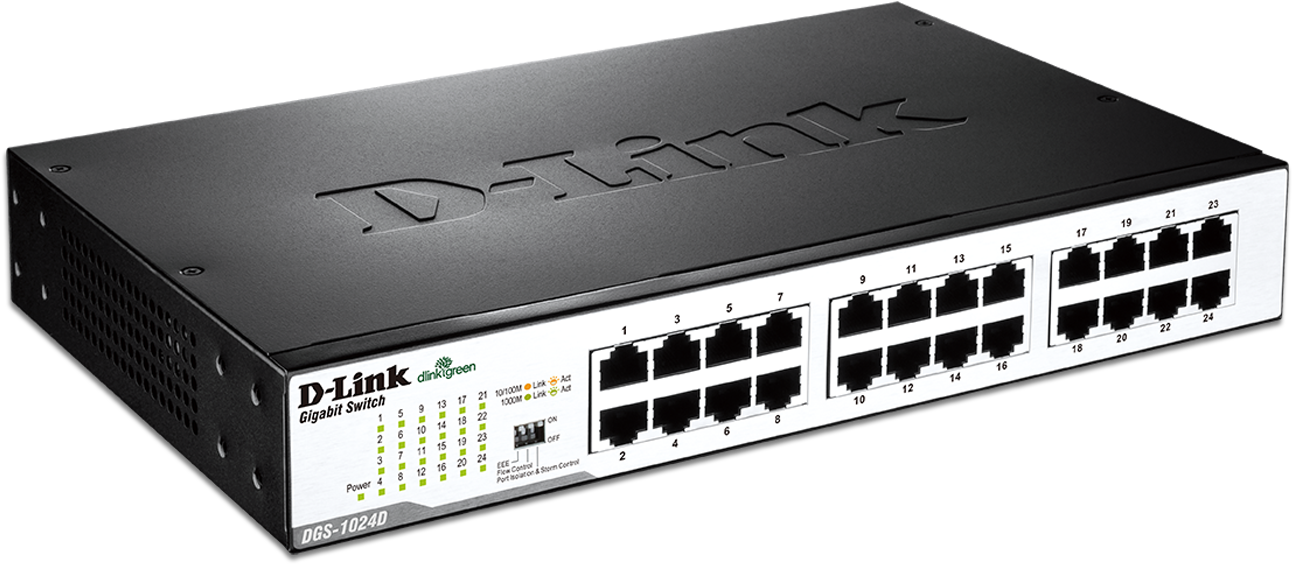 D-Link
D-Link
dlinkgreen
Gigabit Switch
10/100M Link Act
1000M Link Act
1 5 9 13 17 21
2 6 10 14 18 22
3 7 11 15 19 23
Power 4 8 12 16 20 24
ON
OFF
EEE
Flow Control
Port Isolation & Storm Control
DGS-1024D
1 3 5 7
2 4 6 8
9 11 13 15
10 12 14 16
17 19 21 23
18 20 22 24